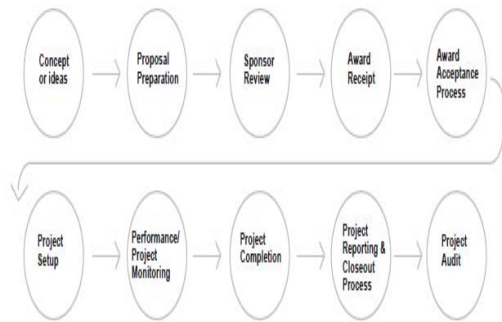 Concept
or ideas
Proposal
Preparation
Sponsor
Review
Award
Receipt
Award
Acceptance
Process
Project
Setup
Performance/
Project
Monitoring
Project
Completion
Project
Reporting &
Closeout
Process
Project
Audit